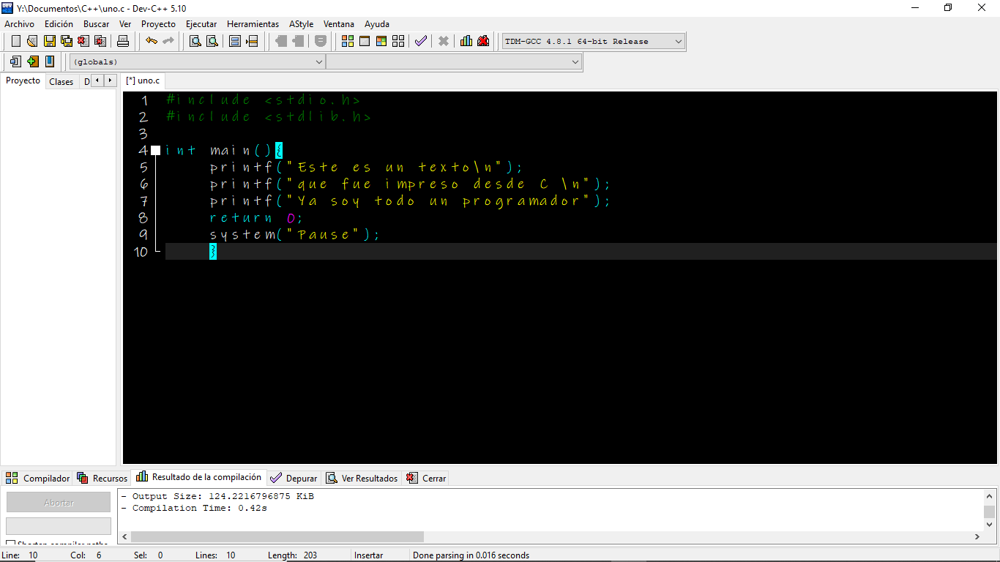 Y:\Documentos\C++\uno.c - Dev-C++ 5.10
Archivo Edición Buscar Ver Proyecto Ejecutar Herramientas AStyle Ventana Ayuda
TDM-GCC 4.8.1 64-bit Release
(globals)
Proyecto Clases D [*] uno.c
1 #include <stdio.h>
2 #include <stdlib.h>
3
4 int main(){
5 printf("Este es un texto\n");
6 printf("que fue impreso desde C \n");
7 printf("Ya soy todo un programador");
8 return 0;
9 system("Pause");
10 }
Compilador Recursos Resultado de la compilación Depurar Ver Resultados Cerrar
Abortar
- Output Size: 124.2216796875 KiB
- Compilation Time: 0.42s
Line: 10 Col: 6 Sel: 0 Lines: 10 Length: 203 Insertar Done parsing in 0.016 seconds